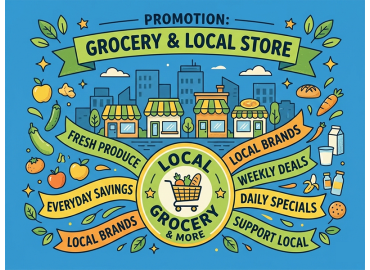 PROMOTION:
GROCERY & LOCAL STORE
FRESH PRODUCE
EVERYDAY SAVINGS
LOCAL BRANDS
LOCAL
GROCERY
& MORE
LOCAL BRANDS
WEEKLY DEALS
DAILY SPECIALS
SUPPORT LOCAL